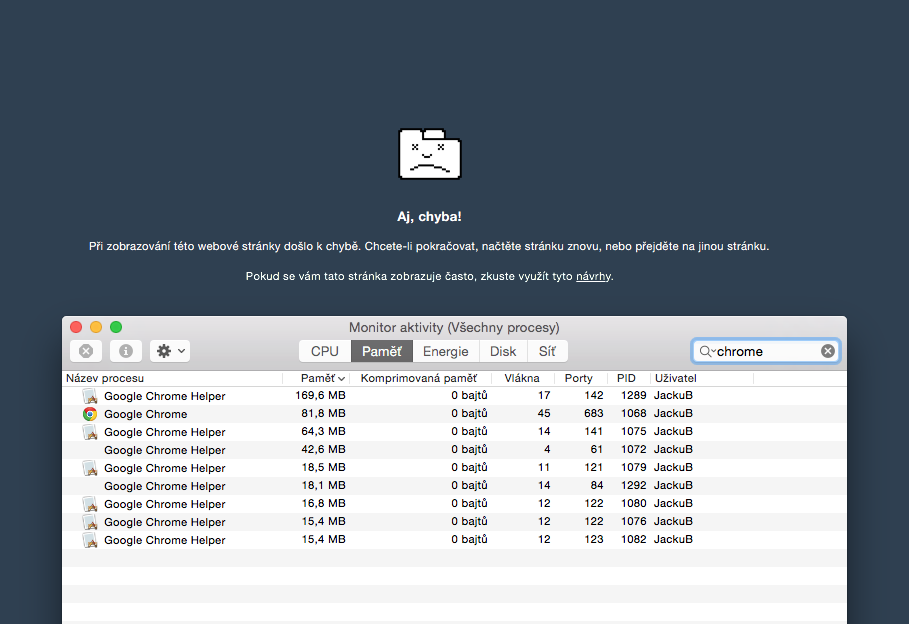 Aj, chyba!
Při zobrazování této webové stránky došlo k chybě. Chcete-li pokračovat, načtěte stránku znovu, nebo přejděte na jinou stránku.
Pokud se vám tato stránka zobrazuje často, zkuste využít tyto návrhy.
Monitor aktivity (Všechny procesy)
CPU Paměť Energie Disk Síť chrome
Název procesu Paměť Komprimovaná paměť Vlákna Porty PID Uživatel
Google Chrome Helper 169,6 MB 0 bajtů 17 142 1289 JackuB
Google Chrome 81,8 MB 0 bajtů 45 683 1068 JackuB
Google Chrome Helper 64,3 MB 0 bajtů 14 141 1075 JackuB
Google Chrome Helper 42,6 MB 0 bajtů 4 61 1072 JackuB
Google Chrome Helper 18,5 MB 0 bajtů 11 121 1079 JackuB
Google Chrome Helper 18,1 MB 0 bajtů 14 84 1292 JackuB
Google Chrome Helper 16,8 MB 0 bajtů 12 122 1080 JackuB
Google Chrome Helper 15,4 MB 0 bajtů 12 122 1076 JackuB
Google Chrome Helper 15,4 MB 0 bajtů 12 123 1082 JackuB